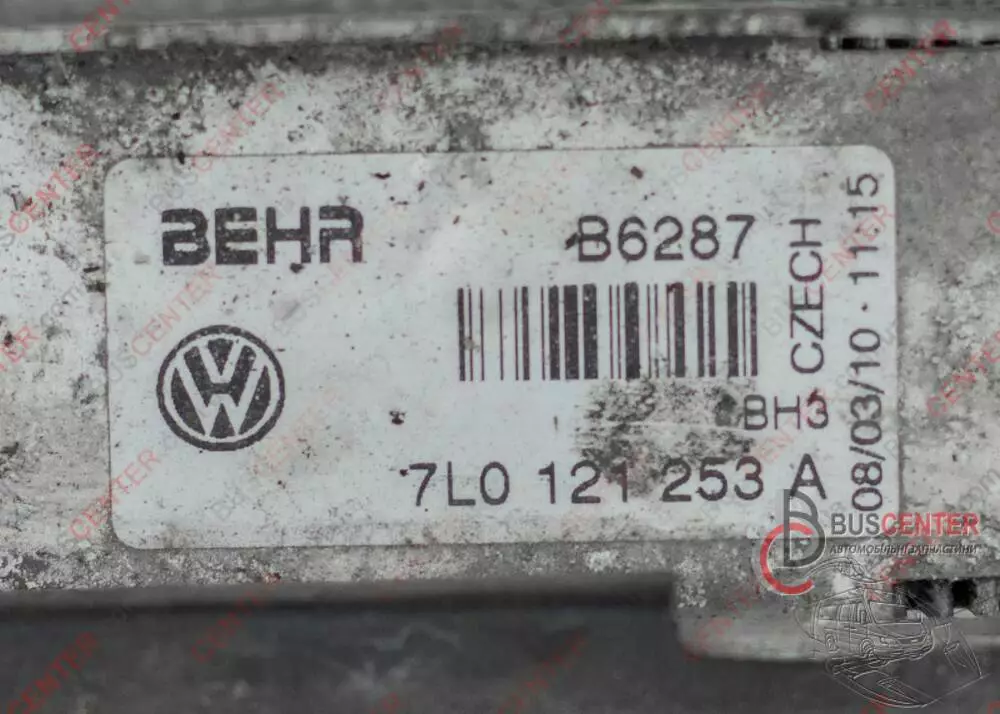 BEHR
B6287
CZECH
08/03/10 · 11:15
BH3
7L0 121 253 A
BUSCENTER
АВТОМОБІЛЬНІ ЗАПЧАСТИНИ